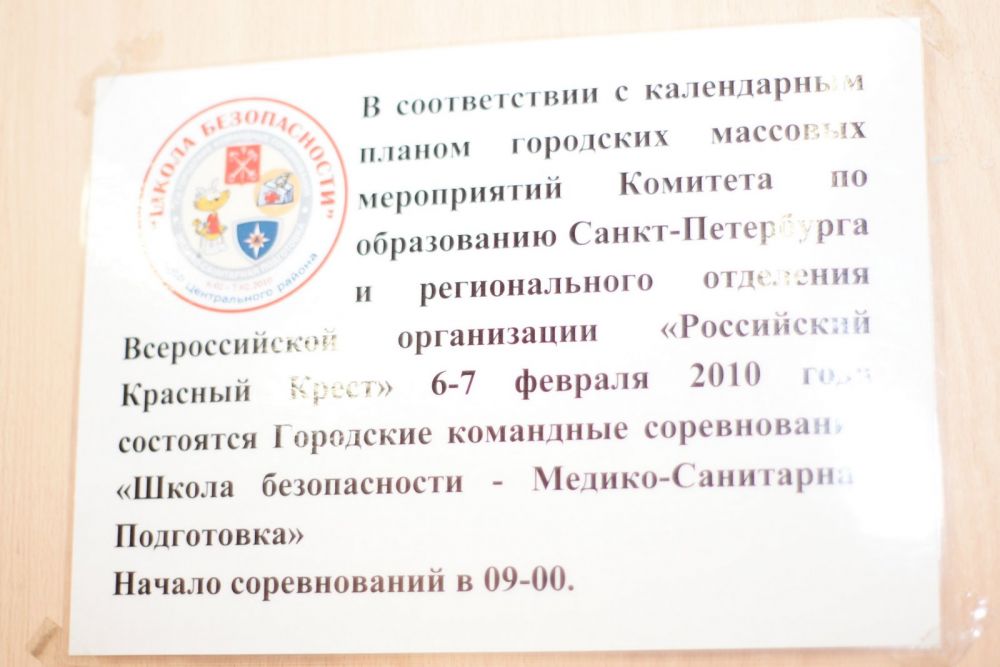 "ШКОЛА БЕЗОПАСНОСТИ"
Центрального района
В соответствии с календарным
планом городских массовых
мероприятий Комитета по
образованию Санкт-Петербурга
и регионального отделения
Всероссийской организации «Российский
Красный Крест» 6-7 февраля 2010 года
состоятся Городские командные соревнован
«Школа безопасности - Медико-Санитарна
Подготовка»
Начало соревнований в 09-00.